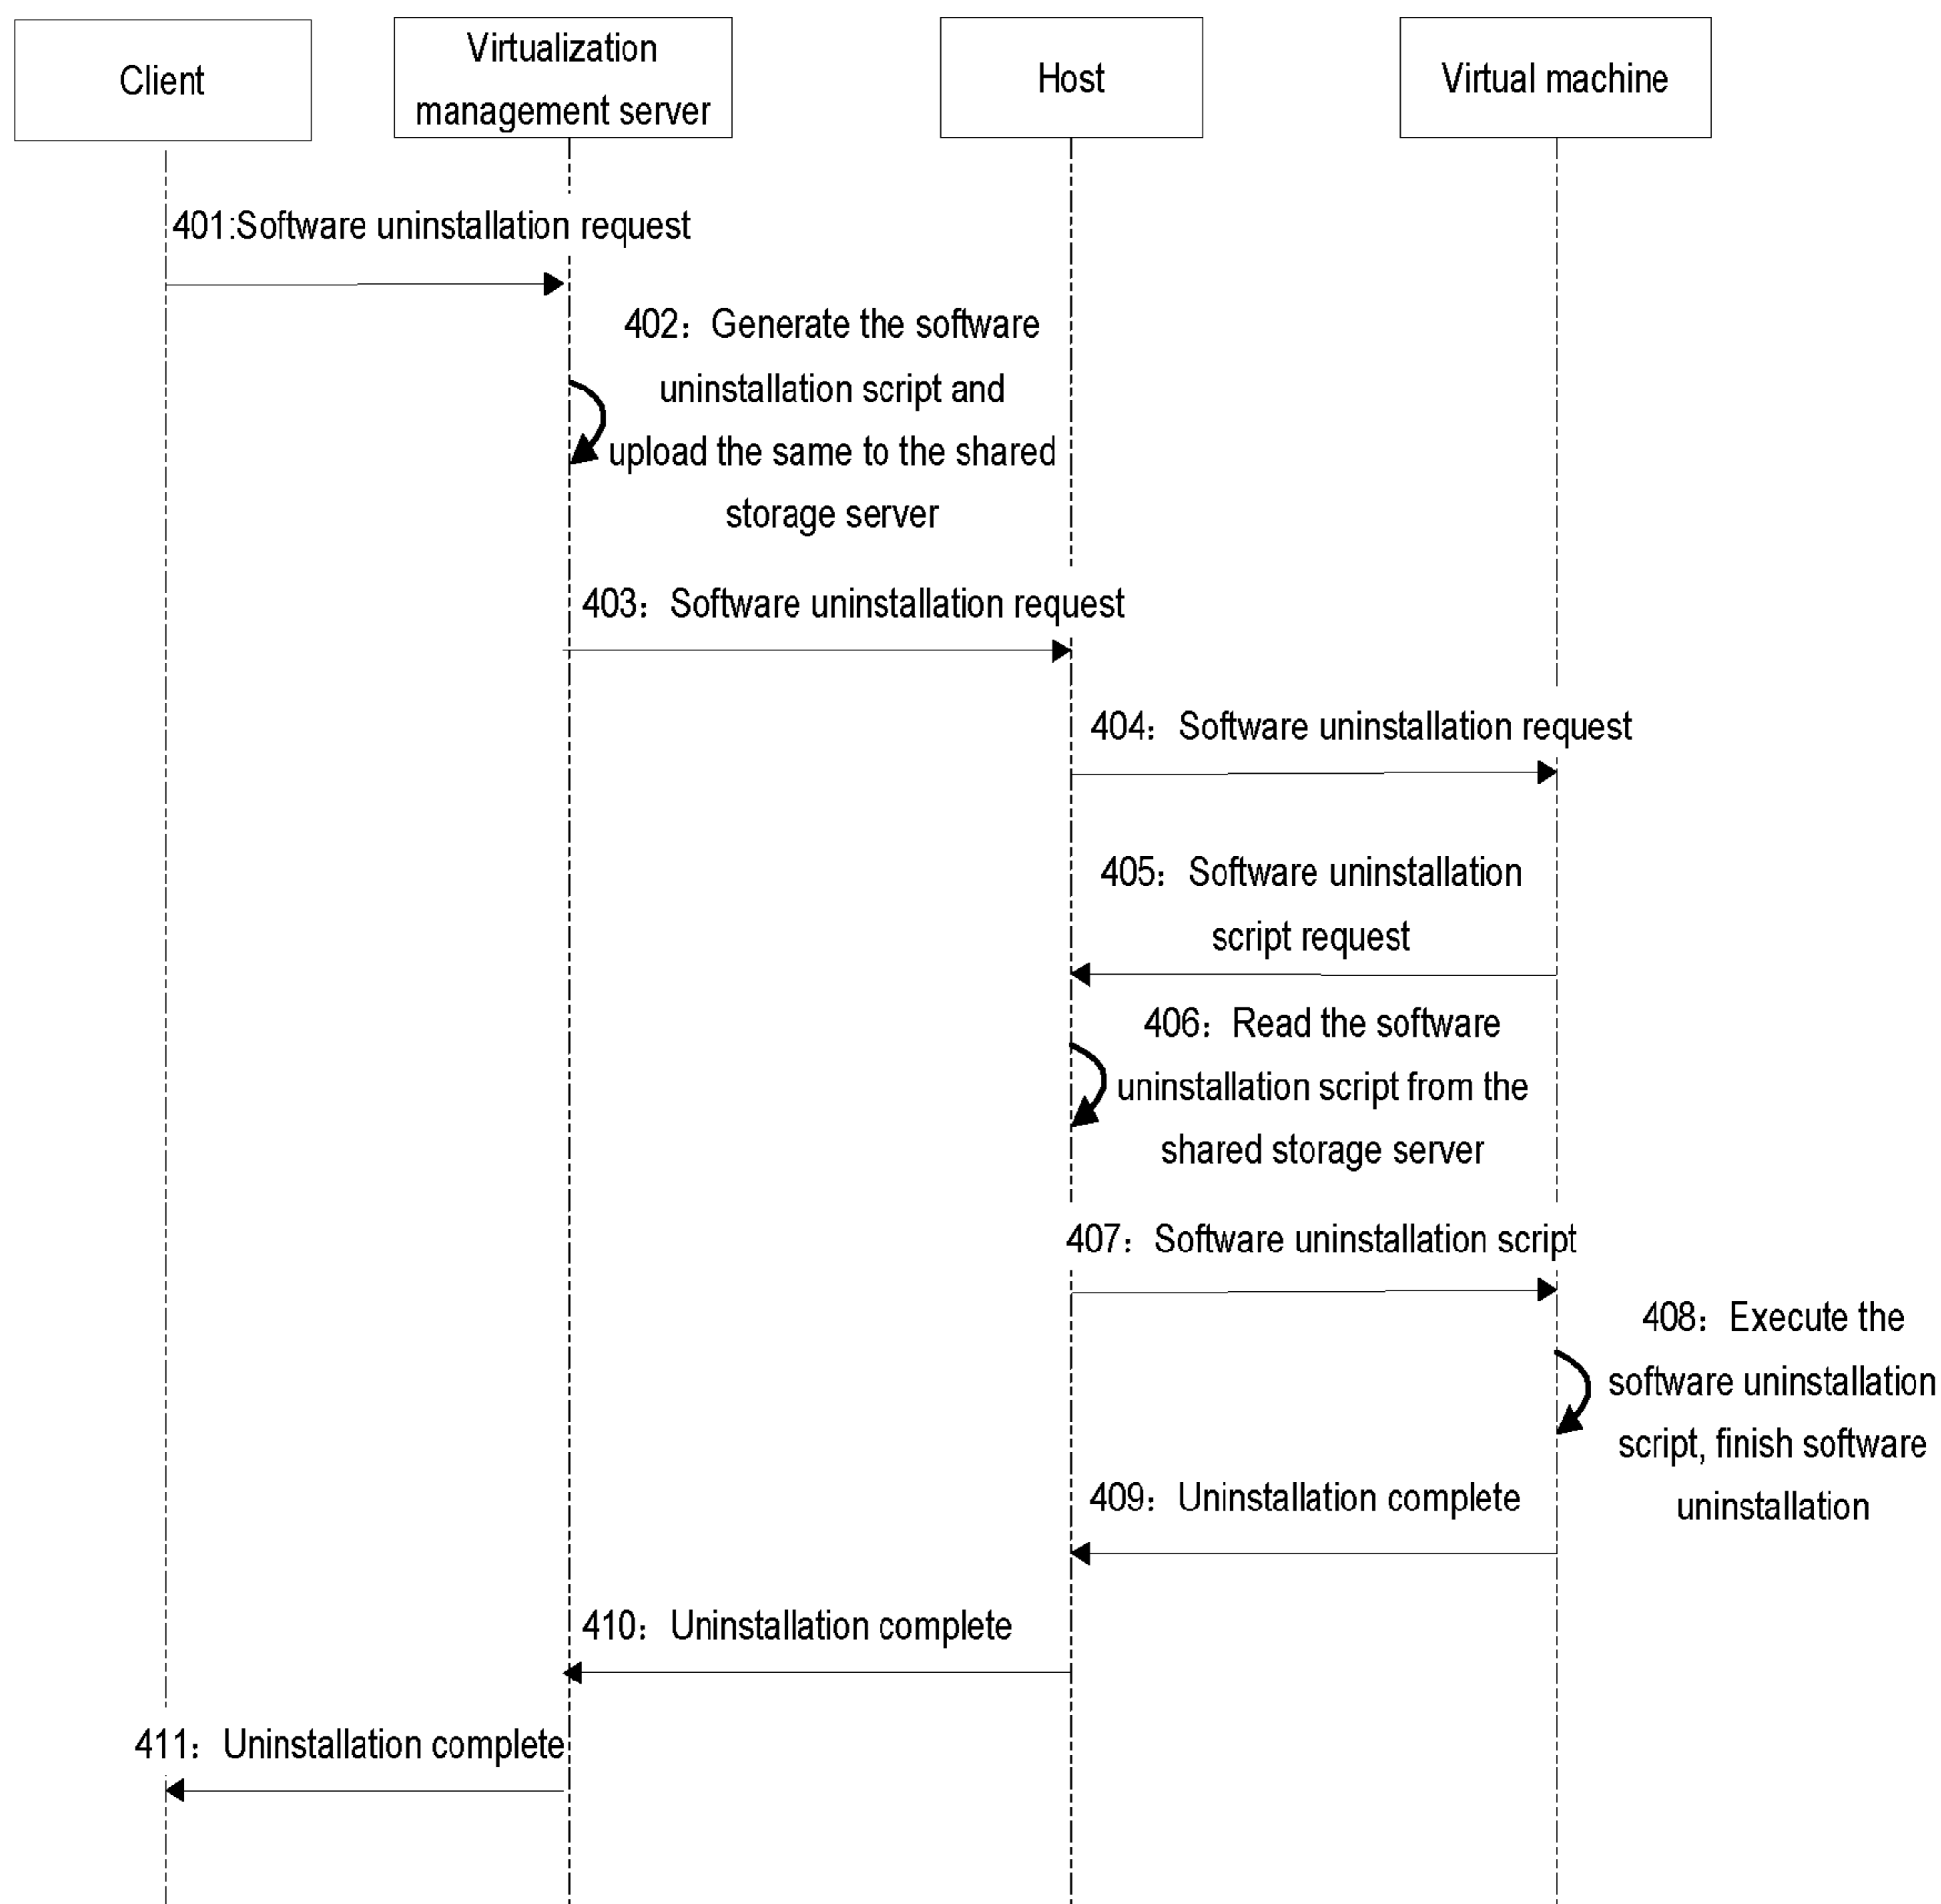 Client
Virtualization
management server
Host
Virtual machine
401:Software uninstallation request
402：Generate the software
uninstallation script and
upload the same to the shared
storage server
403：Software uninstallation request
404：Software uninstallation request
405：Software uninstallation
script request
406：Read the software
uninstallation script from the
shared storage server
407：Software uninstallation script
408：Execute the
software uninstallation
script, finish software
uninstallation
409：Uninstallation complete
410：Uninstallation complete
411：Uninstallation complete